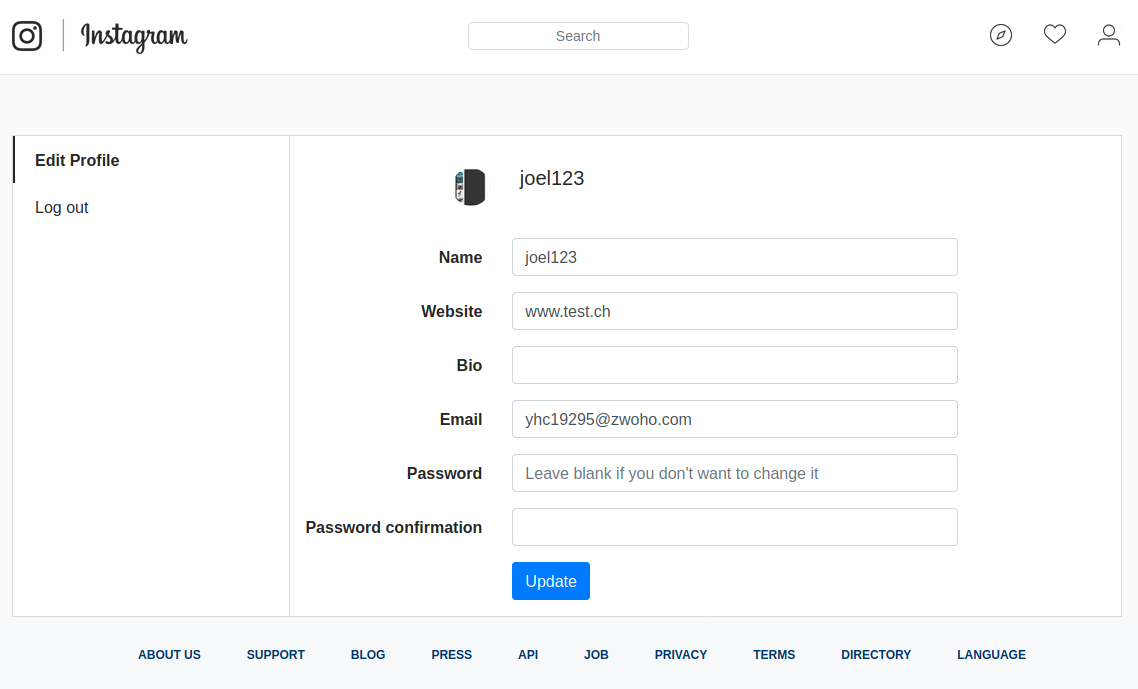 Instagram
Search
Edit Profile
Log out
joel123
Name
joel123
Website
www.test.ch
Bio
Email
yhc19295@zwoho.com
Password
Leave blank if you don't want to change it
Password confirmation
Update
ABOUT US SUPPORT BLOG PRESS API JOB PRIVACY TERMS DIRECTORY LANGUAGE